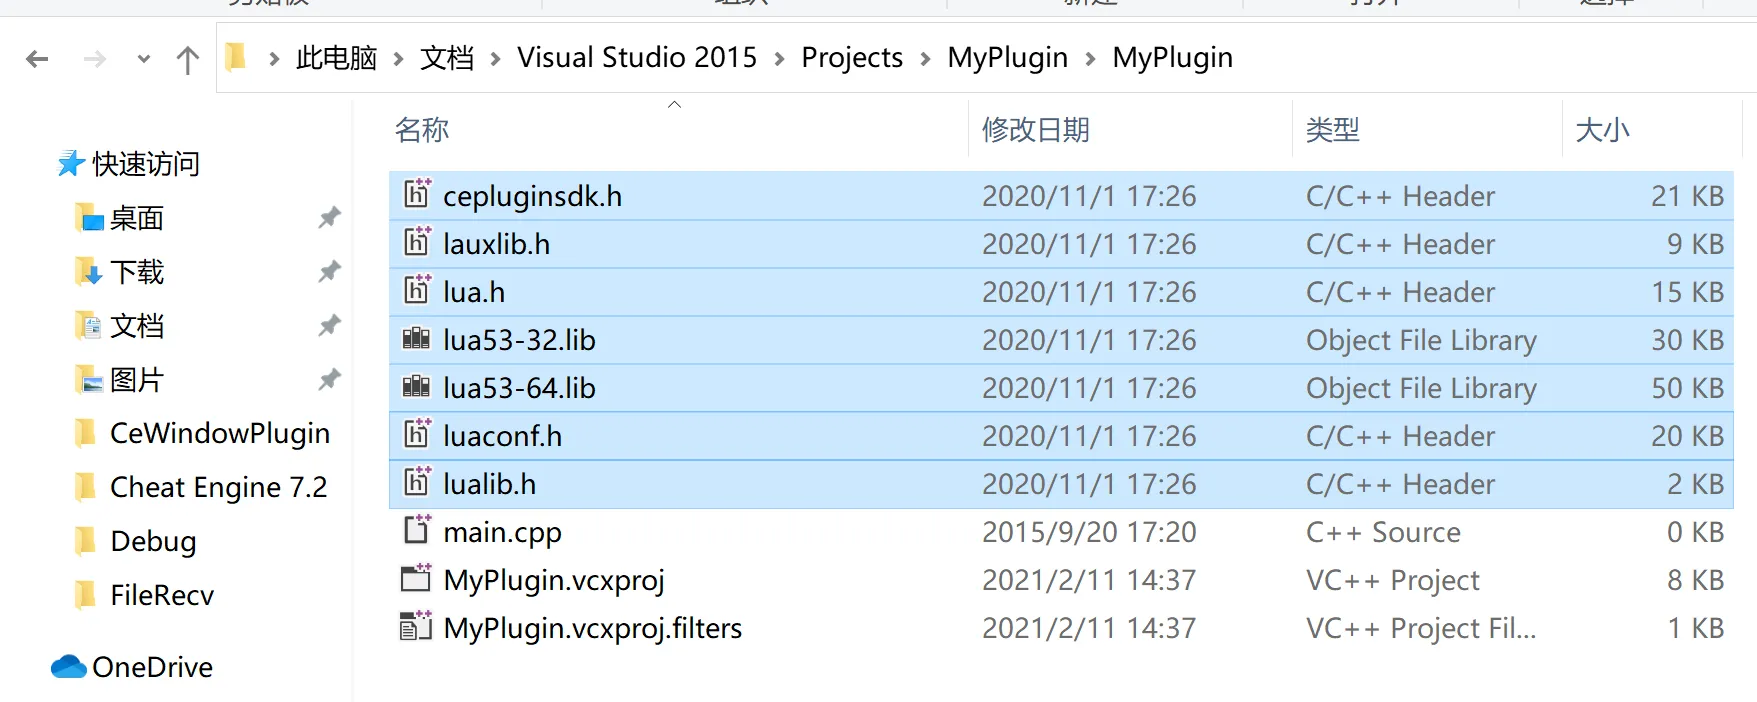 此电脑 > 文档 > Visual Studio 2015 > Projects > MyPlugin > MyPlugin
名称 修改日期 类型 大小
快速访问
桌面
下载
文档
图片
CeWindowPlugin
Cheat Engine 7.2
Debug
FileRecv
OneDrive
cepluginsdk.h 2020/11/1 17:26 C/C++ Header 21 KB
lauxlib.h 2020/11/1 17:26 C/C++ Header 9 KB
lua.h 2020/11/1 17:26 C/C++ Header 15 KB
lua53-32.lib 2020/11/1 17:26 Object File Library 30 KB
lua53-64.lib 2020/11/1 17:26 Object File Library 50 KB
luaconf.h 2020/11/1 17:26 C/C++ Header 20 KB
lualib.h 2020/11/1 17:26 C/C++ Header 2 KB
main.cpp 2015/9/20 17:20 C++ Source 0 KB
MyPlugin.vcxproj 2021/2/11 14:37 VC++ Project 8 KB
MyPlugin.vcxproj.filters 2021/2/11 14:37 VC++ Project Fil... 1 KB